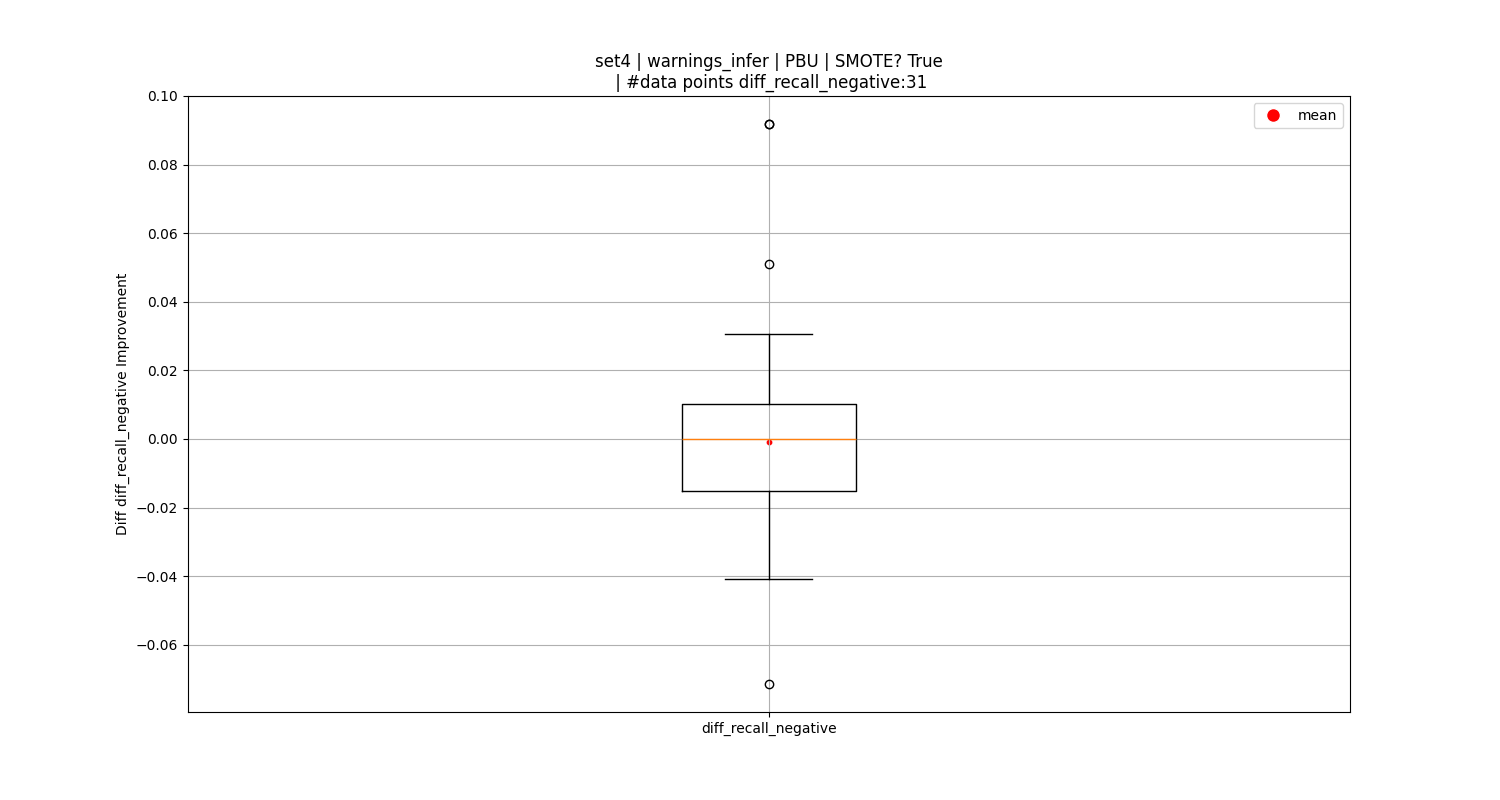 set4 | warnings_infer | PBU | SMOTE? True
| #data points diff_recall_negative:31
mean
Diff diff_recall_negative Improvement
0.10
0.08
0.06
0.04
0.02
0.00
−0.02
−0.04
−0.06
diff_recall_negative